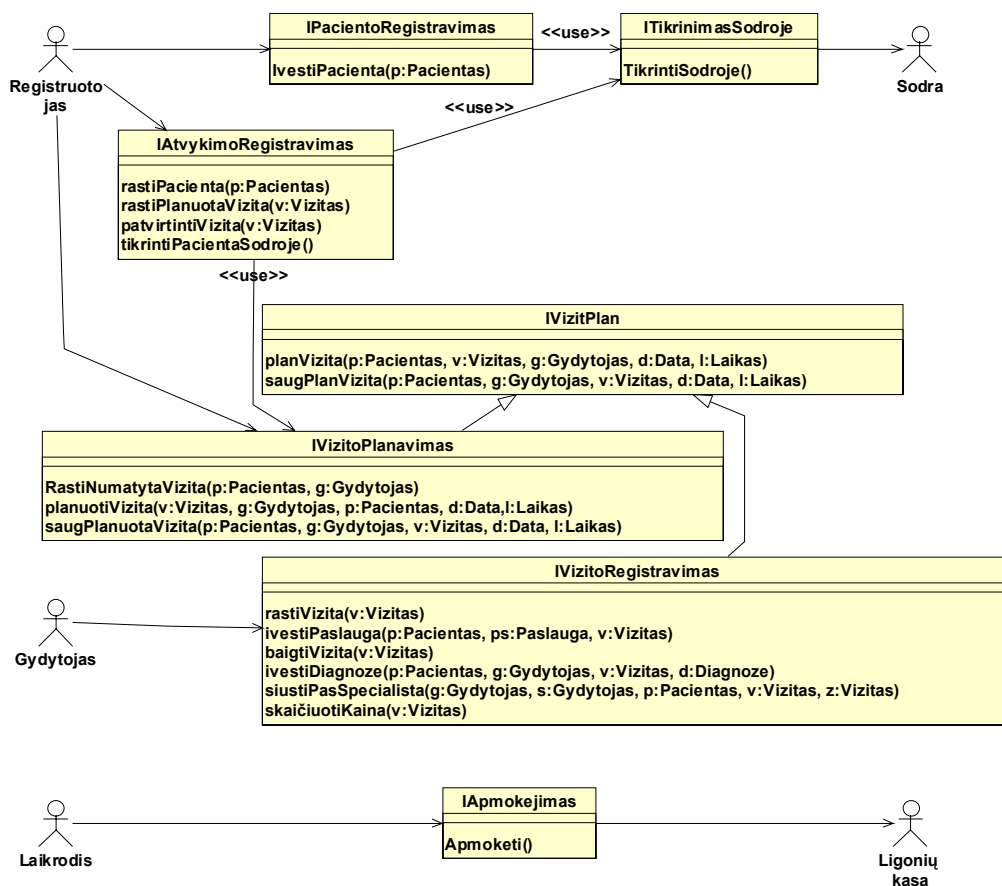 IPacientoRegistravimas
IvestiPacienta(p:Pacientas)
<<use>>
ITikrinimasSodroje
TikrintiSodroje()
Registruoto
jas
Sodra
<<use>>
IAtvykimoRegistravimas
rastiPacienta(p:Pacientas)
rastiPlanuotaVizita(v:Vizitas)
patvirtintiVizita(v:Vizitas)
tikrintiPacientaSodroje()
<<use>>
IVizitPlan
planVizita(p:Pacientas, v:Vizitas, g:Gydytojas, d:Data, l:Laikas)
saugPlanVizita(p:Pacientas, g:Gydytojas, v:Vizitas, d:Data, l:Laikas)
IVizitoPlanavimas
RastiNumatytaVizita(p:Pacientas, g:Gydytojas)
planuotiVizita(v:Vizitas, g:Gydytojas, p:Pacientas, d:Data,l:Laikas)
saugPlanuotaVizita(p:Pacientas, g:Gydytojas, v:Vizitas, d:Data, l:Laikas)
IVizitoRegistravimas
rastiVizita(v:Vizitas)
ivestiPaslauga(p:Pacientas, ps:Paslauga, v:Vizitas)
baigtiVizita(v:Vizitas)
ivestiDiagnoze(p:Pacientas, g:Gydytojas, v:Vizitas, d:Diagnoze)
siustiPasSpecialista(g:Gydytojas, s:Gydytojas, p:Pacientas, v:Vizitas, z:Vizitas)
skaičiuotiKaina(v:Vizitas)
Gydytojas
IApmokejimas
Apmoketi()
Laikrodis
Ligonių
kasa